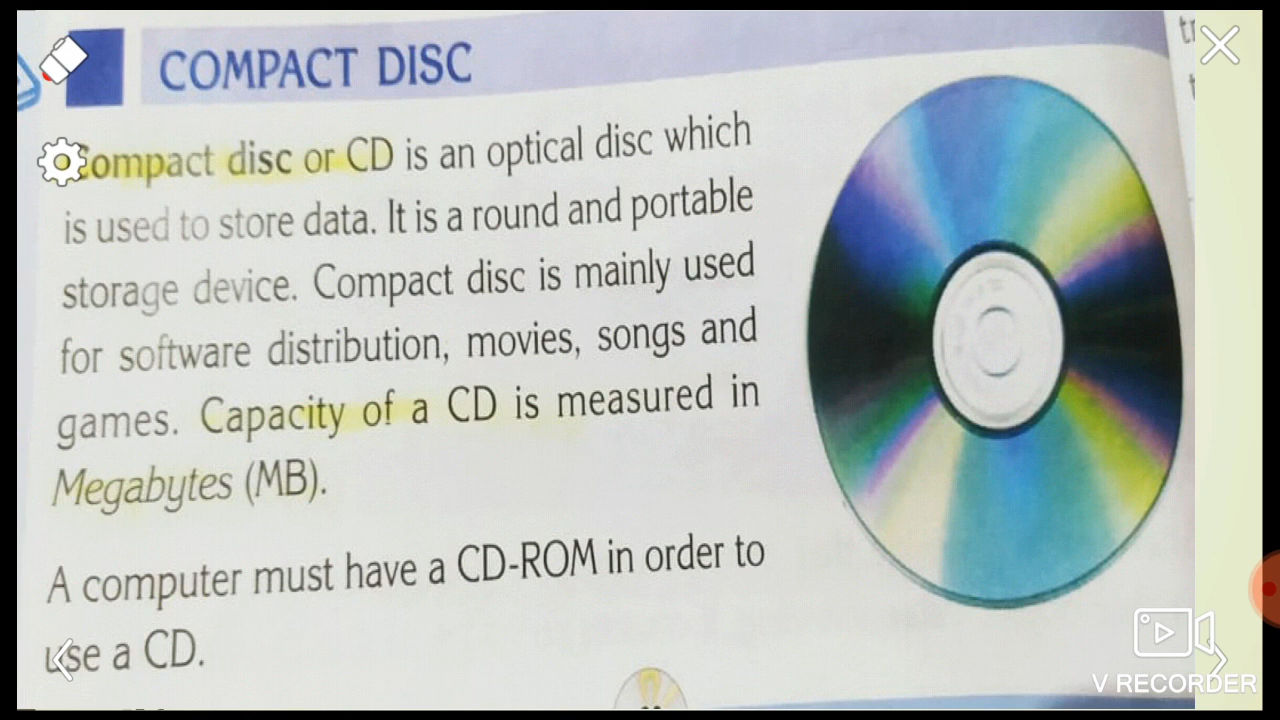 COMPACT DISC
Compact disc or CD is an optical disc which
is used to store data. It is a round and portable
storage device. Compact disc is mainly used
for software distribution, movies, songs and
games. Capacity of a CD is measured in
Megabytes (MB).
A computer must have a CD-ROM in order to
use a CD.
V RECORDER